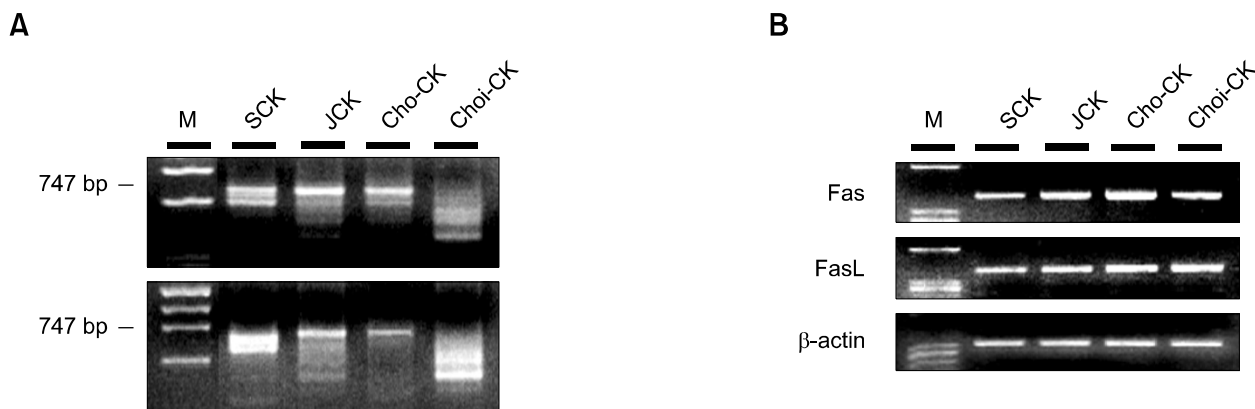 A
M SCK JCK Cho-CK Choi-CK
747 bp
747 bp
B
M SCK JCK Cho-CK Choi-CK
Fas
FasL
β-actin